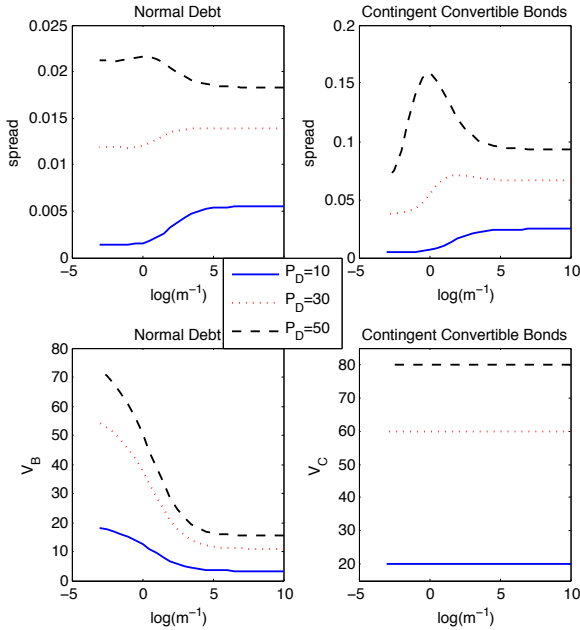 Normal Debt
0.025
0.02
0.015
0.01
0.005
0
spread
−5
0
5
10
log(m⁻¹)
Contingent Convertible Bonds
0.2
0.15
0.1
0.05
0
spread
−5
0
5
10
log(m⁻¹)
P_D=10
P_D=30
P_D=50
Normal Debt
80
70
60
50
40
30
20
10
0
V_B
−5
0
5
10
log(m⁻¹)
Contingent Convertible Bonds
80
70
60
50
40
30
20
V_C
−5
0
5
10
log(m⁻¹)